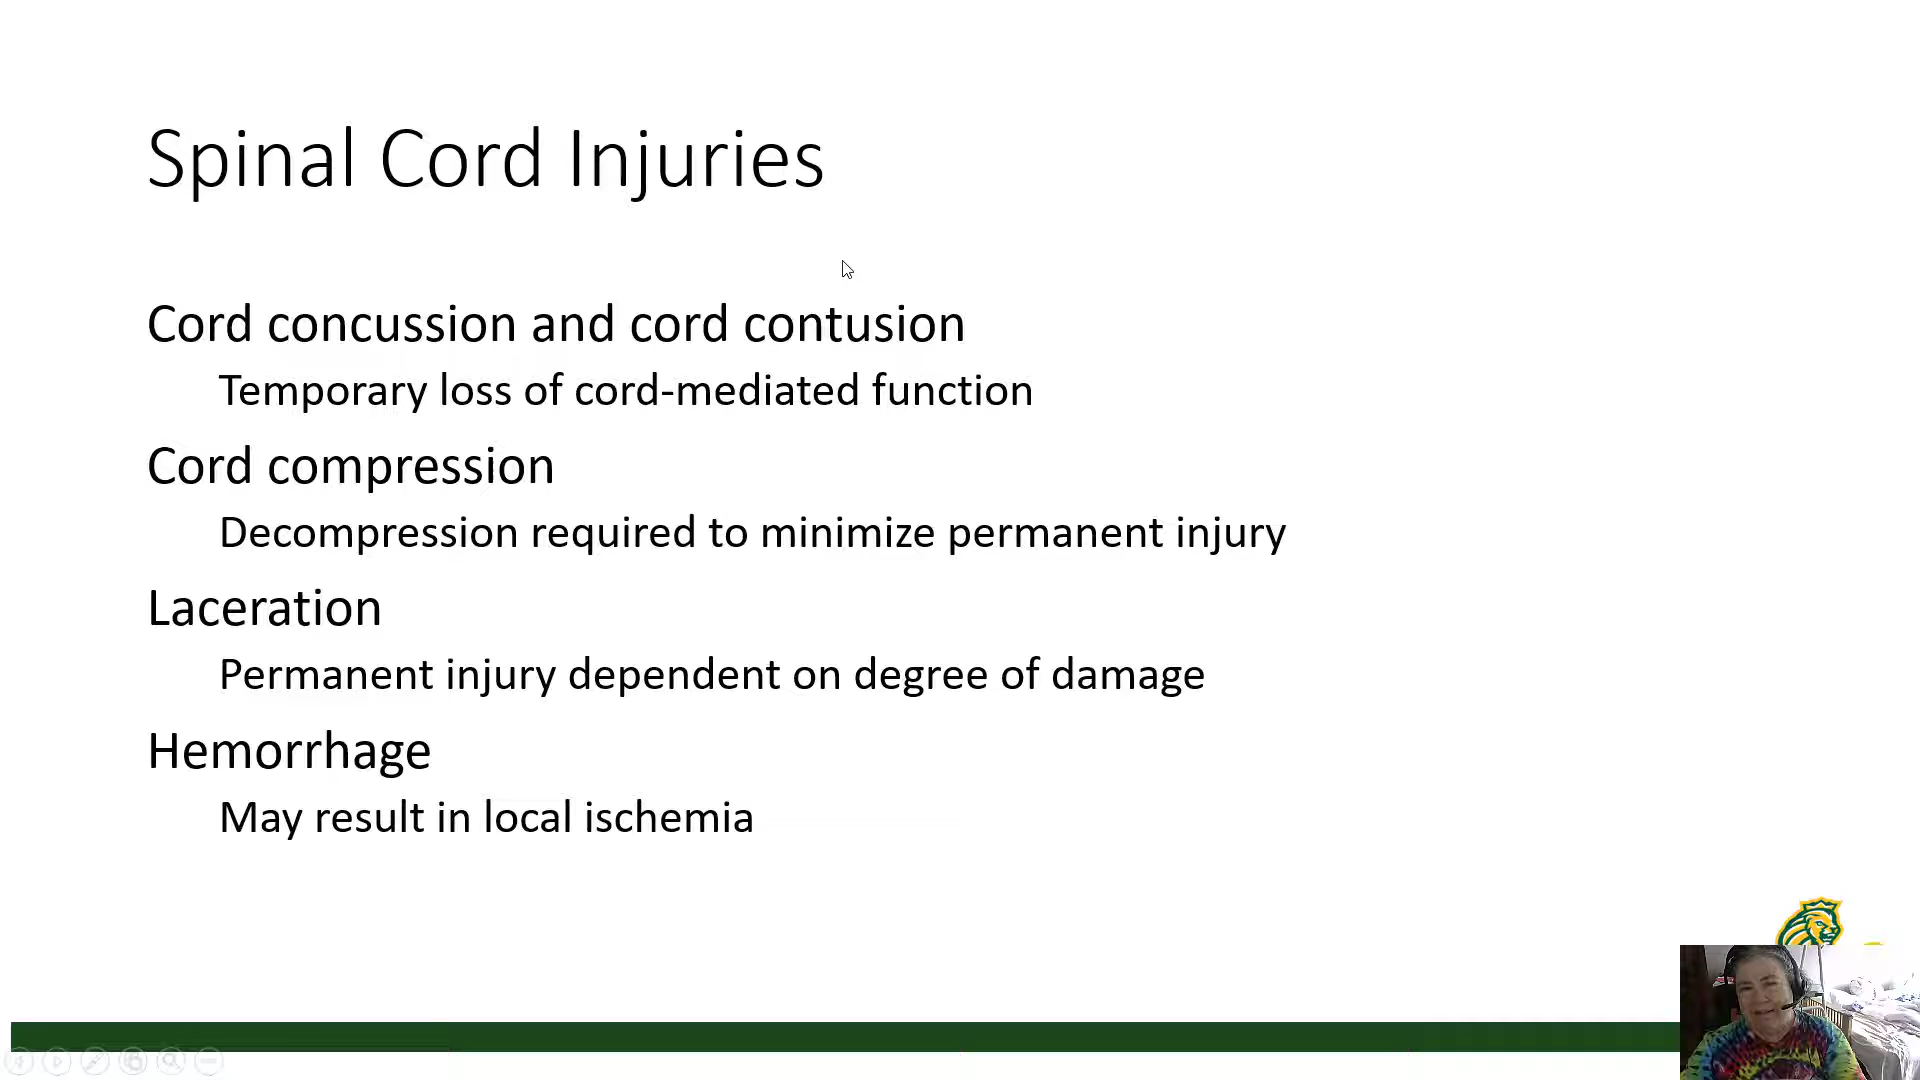 Spinal Cord Injuries
Cord concussion and cord contusion
Temporary loss of cord-mediated function
Cord compression
Decompression required to minimize permanent injury
Laceration
Permanent injury dependent on degree of damage
Hemorrhage
May result in local ischemia